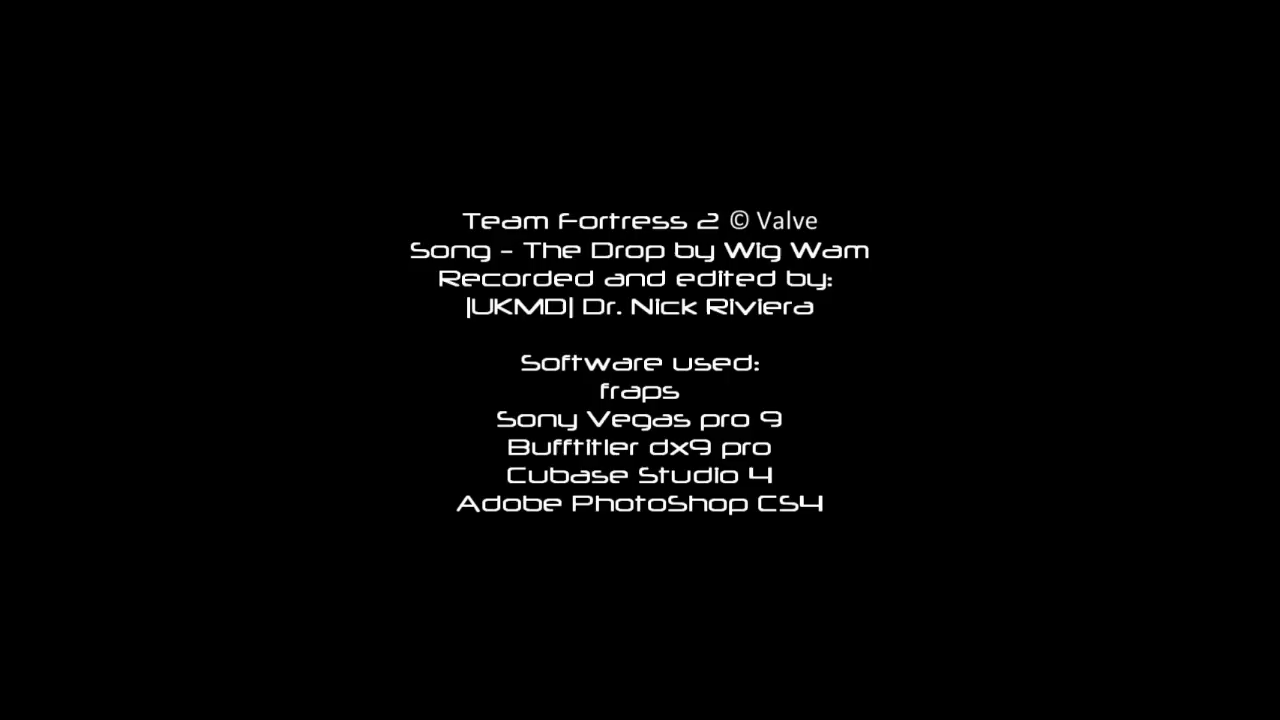 Team Fortress 2 © Valve
Song - The Drop by Wig Wam
Recorded and edited by:
|UKMD| Dr. Nick Riviera
Software used:
fraps
Sony Vegas pro 9
Bufftitler dx9 pro
Cubase Studio 4
Adobe PhotoShop CS4